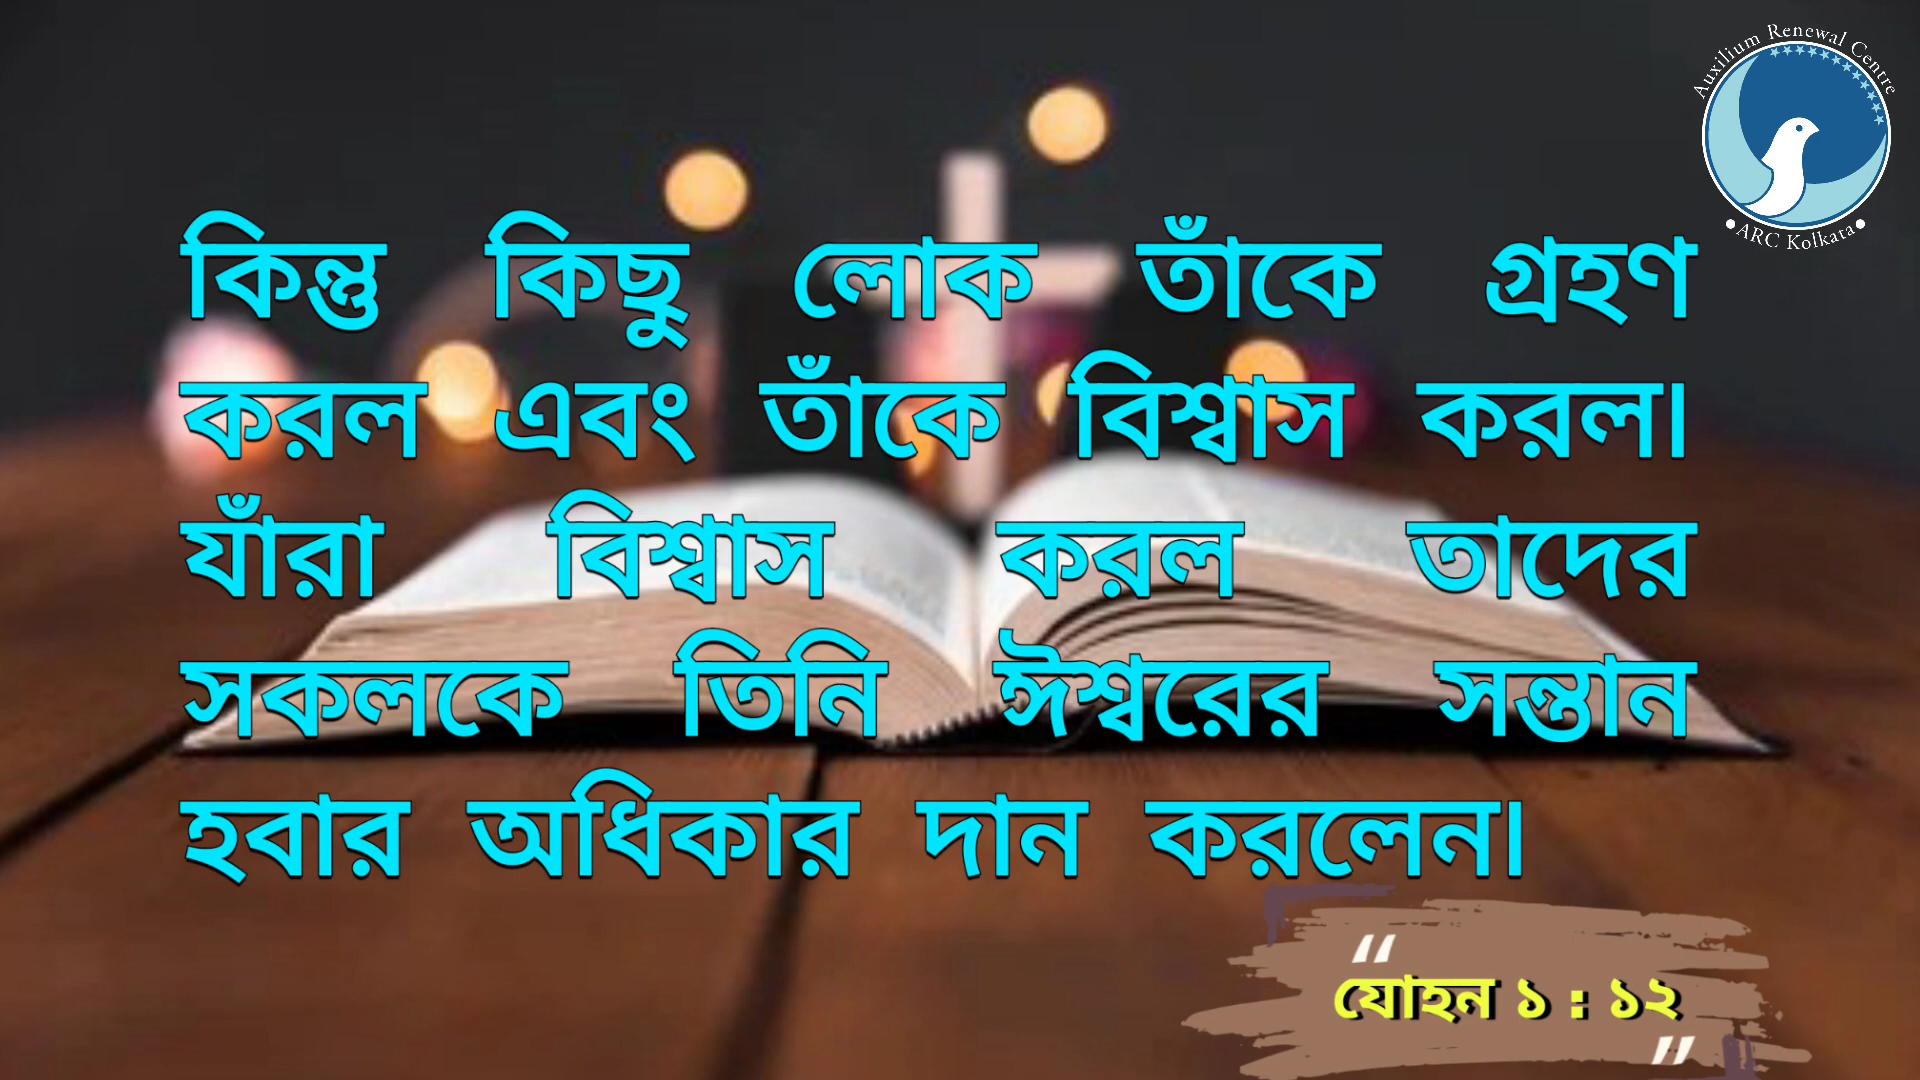 Auxilium Renewal Centre
ARC Kolkata
কিন্তু কিছু লোক তাঁকে গ্রহণ
করল এবং তাঁকে বিশ্বাস করল।
যাঁরা বিশ্বাস করল তাদের
সকলকে তিনি ঈশ্বরের সন্তান
হবার অধিকার দান করলেন।
“
যোহন ১ : ১২
”